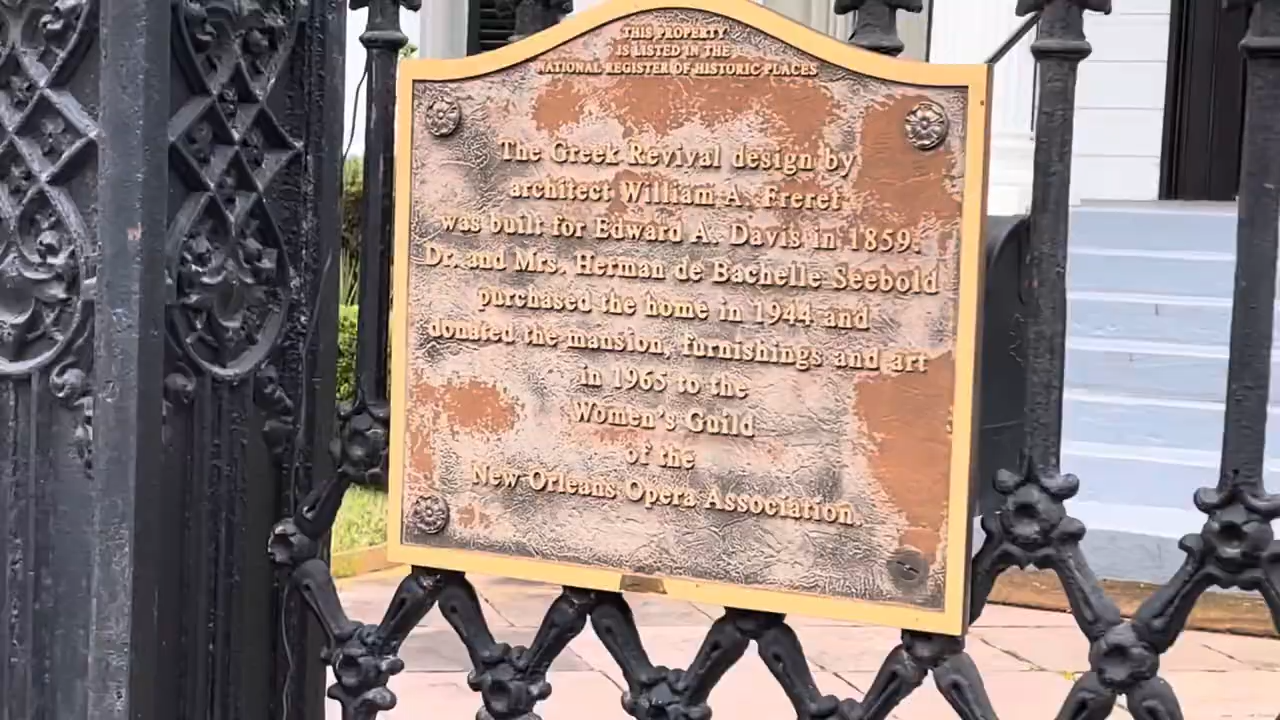 THIS PROPERTY
IS LISTED IN THE
NATIONAL REGISTER OF HISTORIC PLACES
The Greek Revival design by
architect William A. Freret
was built for Edward A. Davis in 1859.
Dr. and Mrs. Herman de Bachelle Seebold
purchased the home in 1944 and
donated the mansion, furnishings and art
in 1965 to the
Women's Guild
of the
New Orleans Opera Association.